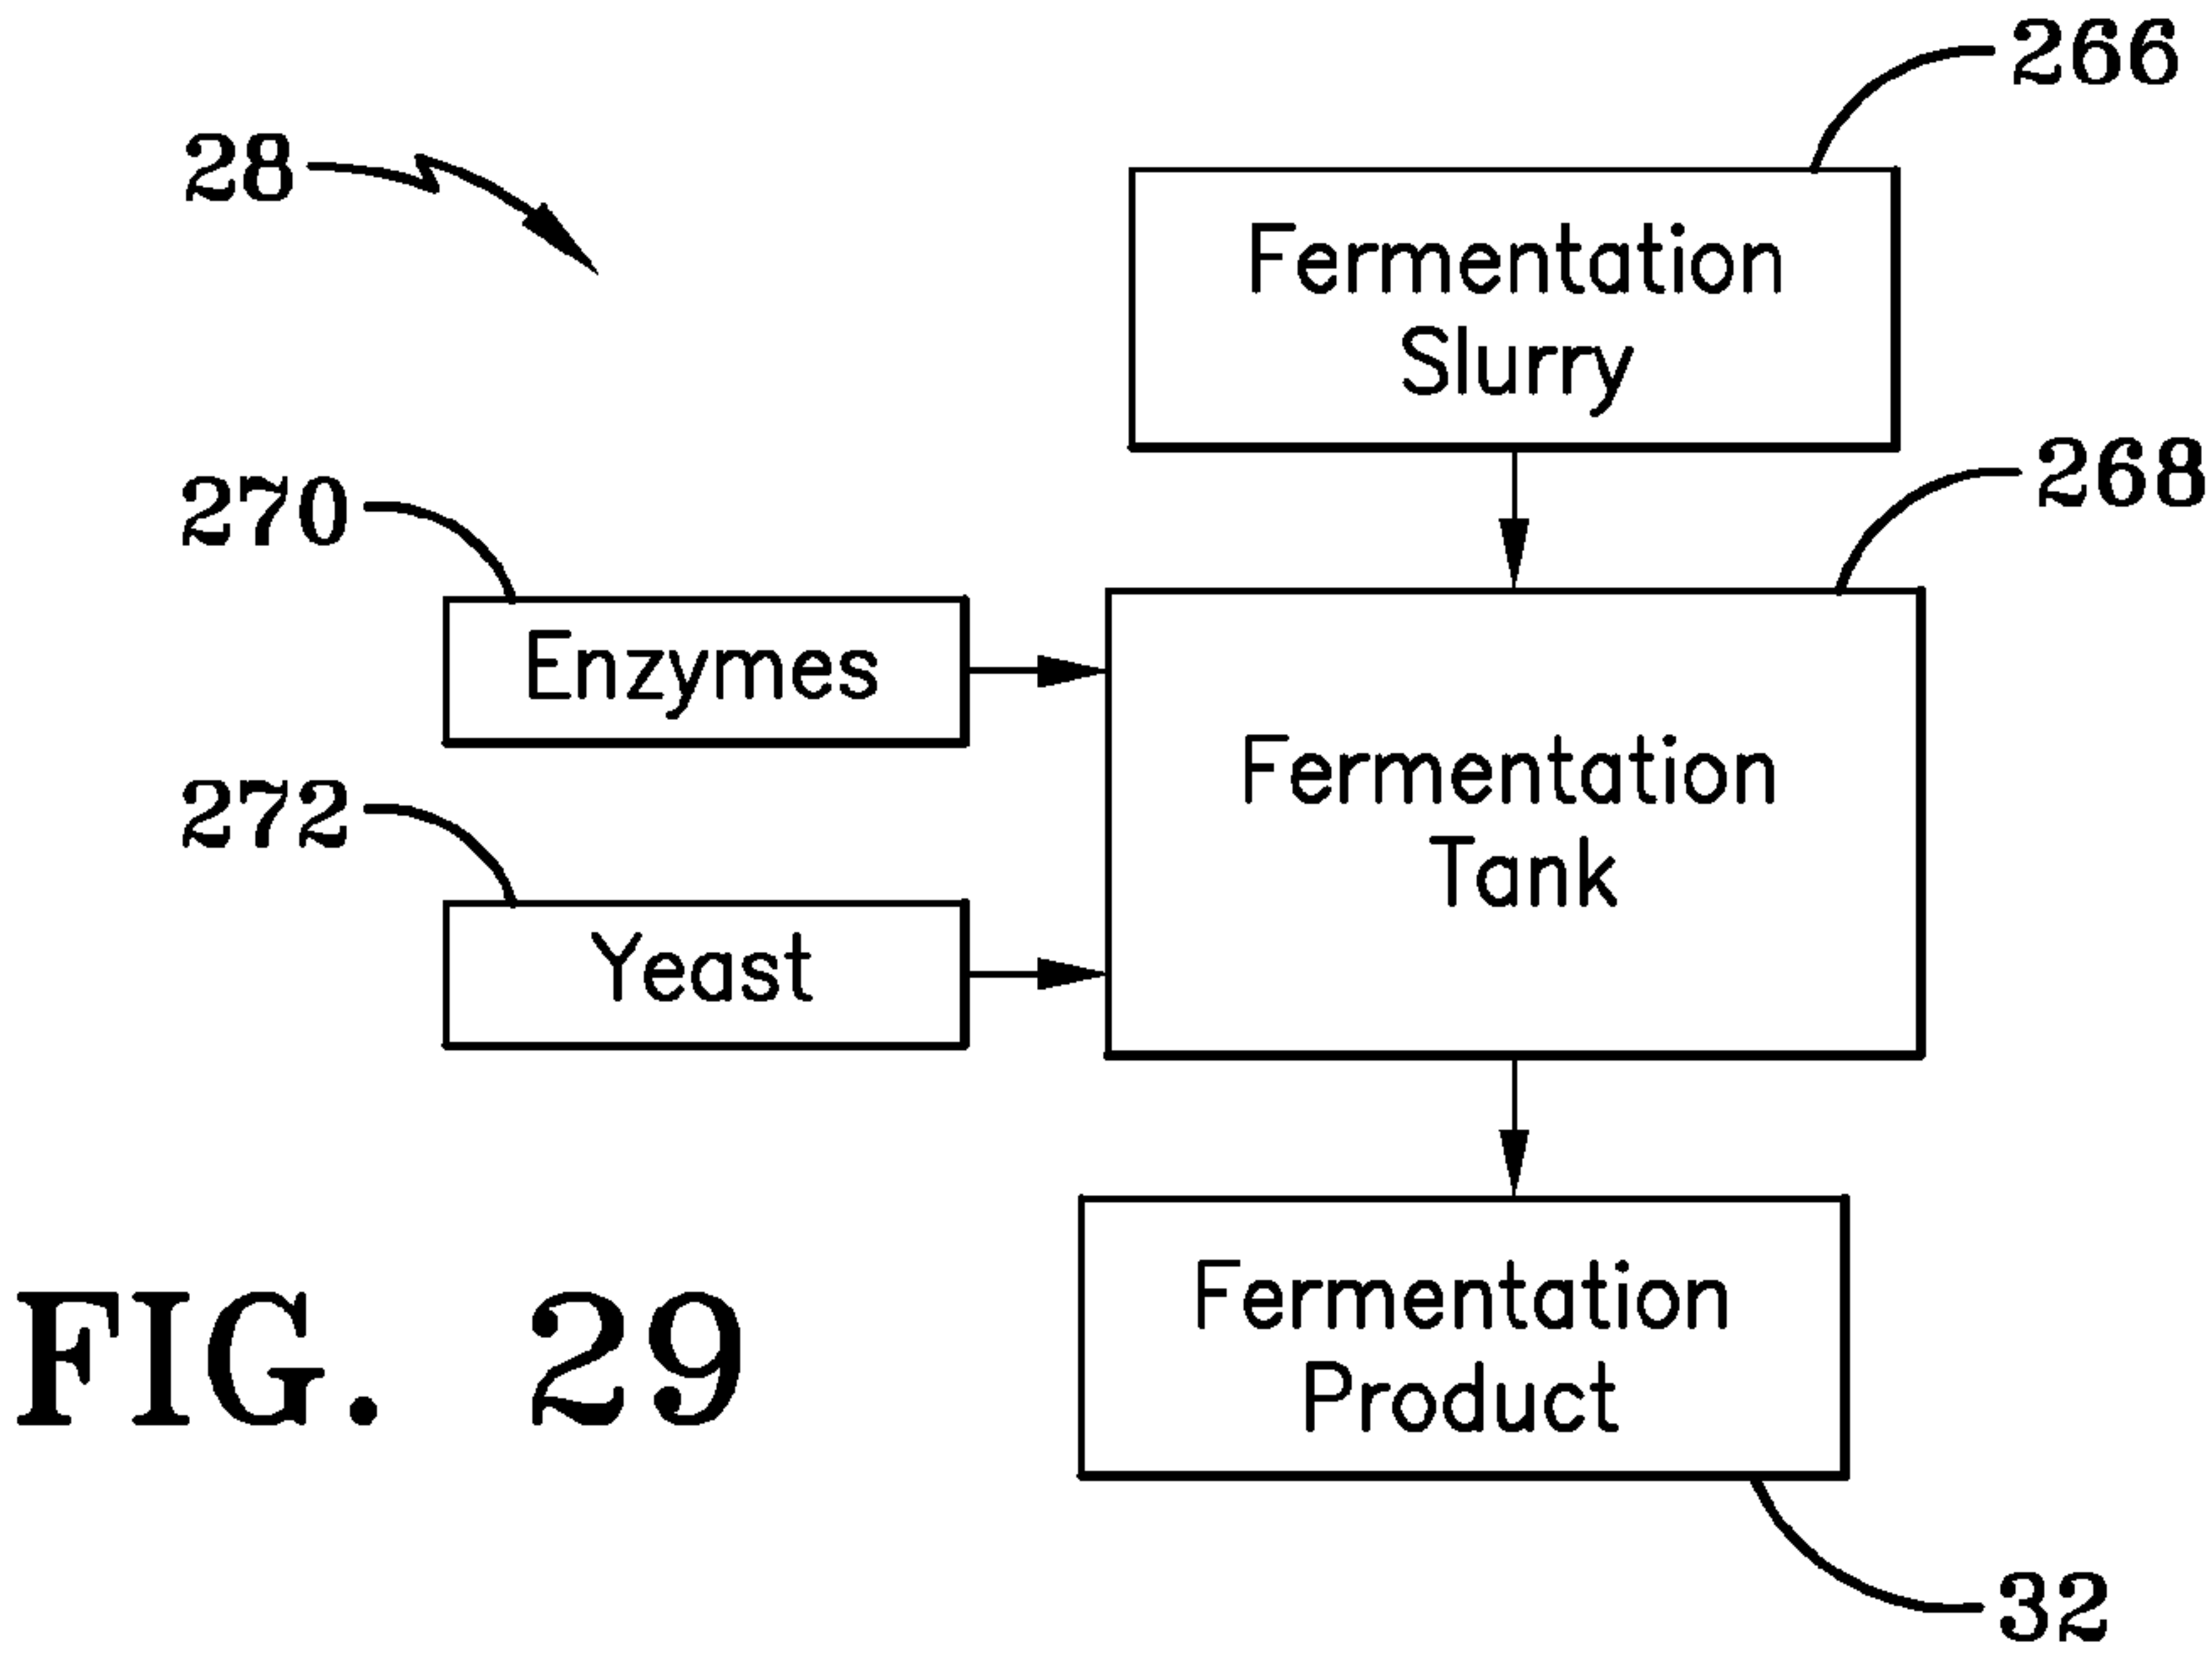 266
28
Fermentation
Slurry
268
270
Enzymes
Fermentation
Tank
272
Yeast
Fermentation
Product
FIG. 29
32